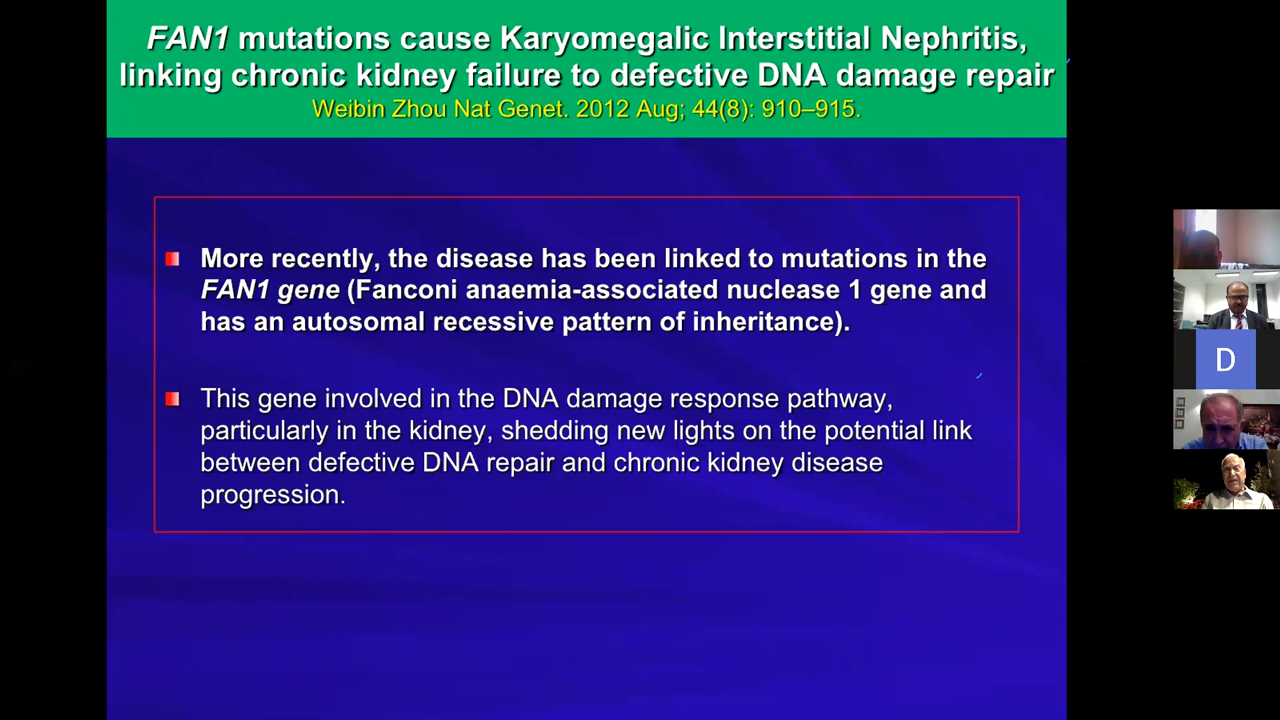 FAN1 mutations cause Karyomegalic Interstitial Nephritis,
linking chronic kidney failure to defective DNA damage repair
Weibin Zhou Nat Genet. 2012 Aug; 44(8): 910–915.
More recently, the disease has been linked to mutations in the
FAN1 gene (Fanconi anaemia-associated nuclease 1 gene and
has an autosomal recessive pattern of inheritance).
This gene involved in the DNA damage response pathway,
particularly in the kidney, shedding new lights on the potential link
between defective DNA repair and chronic kidney disease
progression.
D